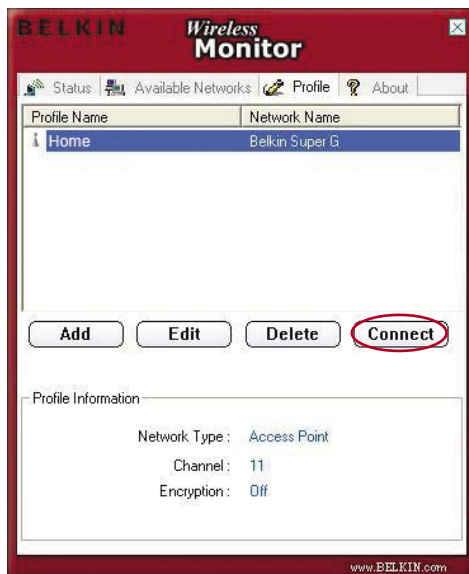 BELKIN Wireless Monitor
Status Available Networks Profile About
Profile Name Network Name
Home Belkin Super G
Add Edit Delete Connect
Profile Information
Network Type : Access Point
Channel : 11
Encryption : Off
www.BELKIN.com